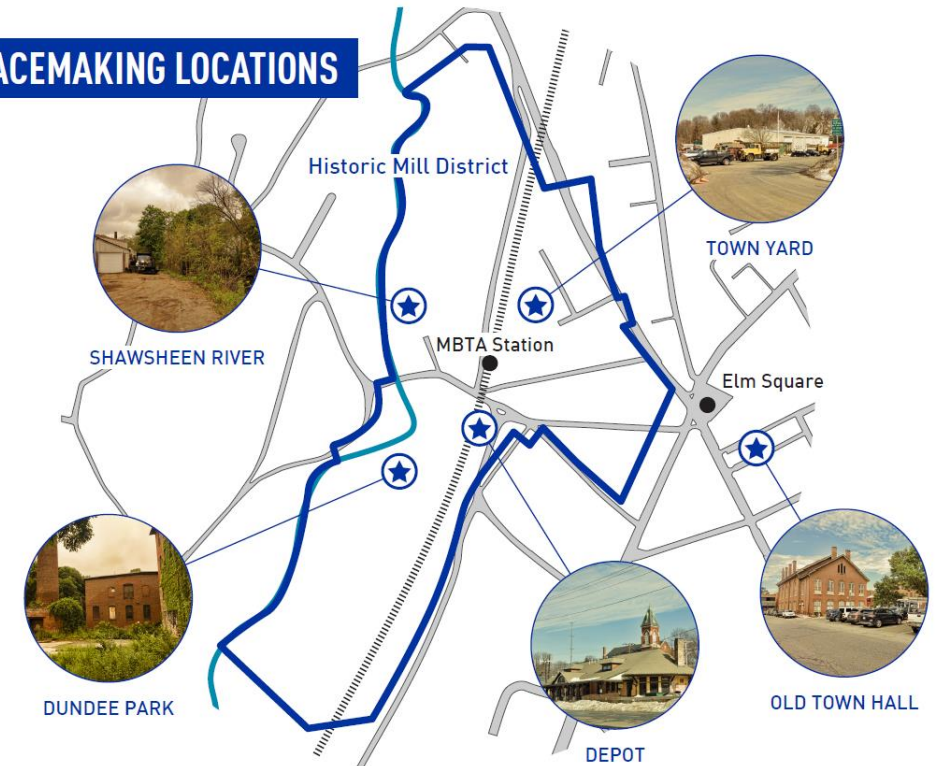 ACEMAKING LOCATIONS
Historic Mill District
TOWN YARD
SHAWSHEEN RIVER
MBTA Station
Elm Square
DUNDEE PARK
OLD TOWN HALL
DEPOT